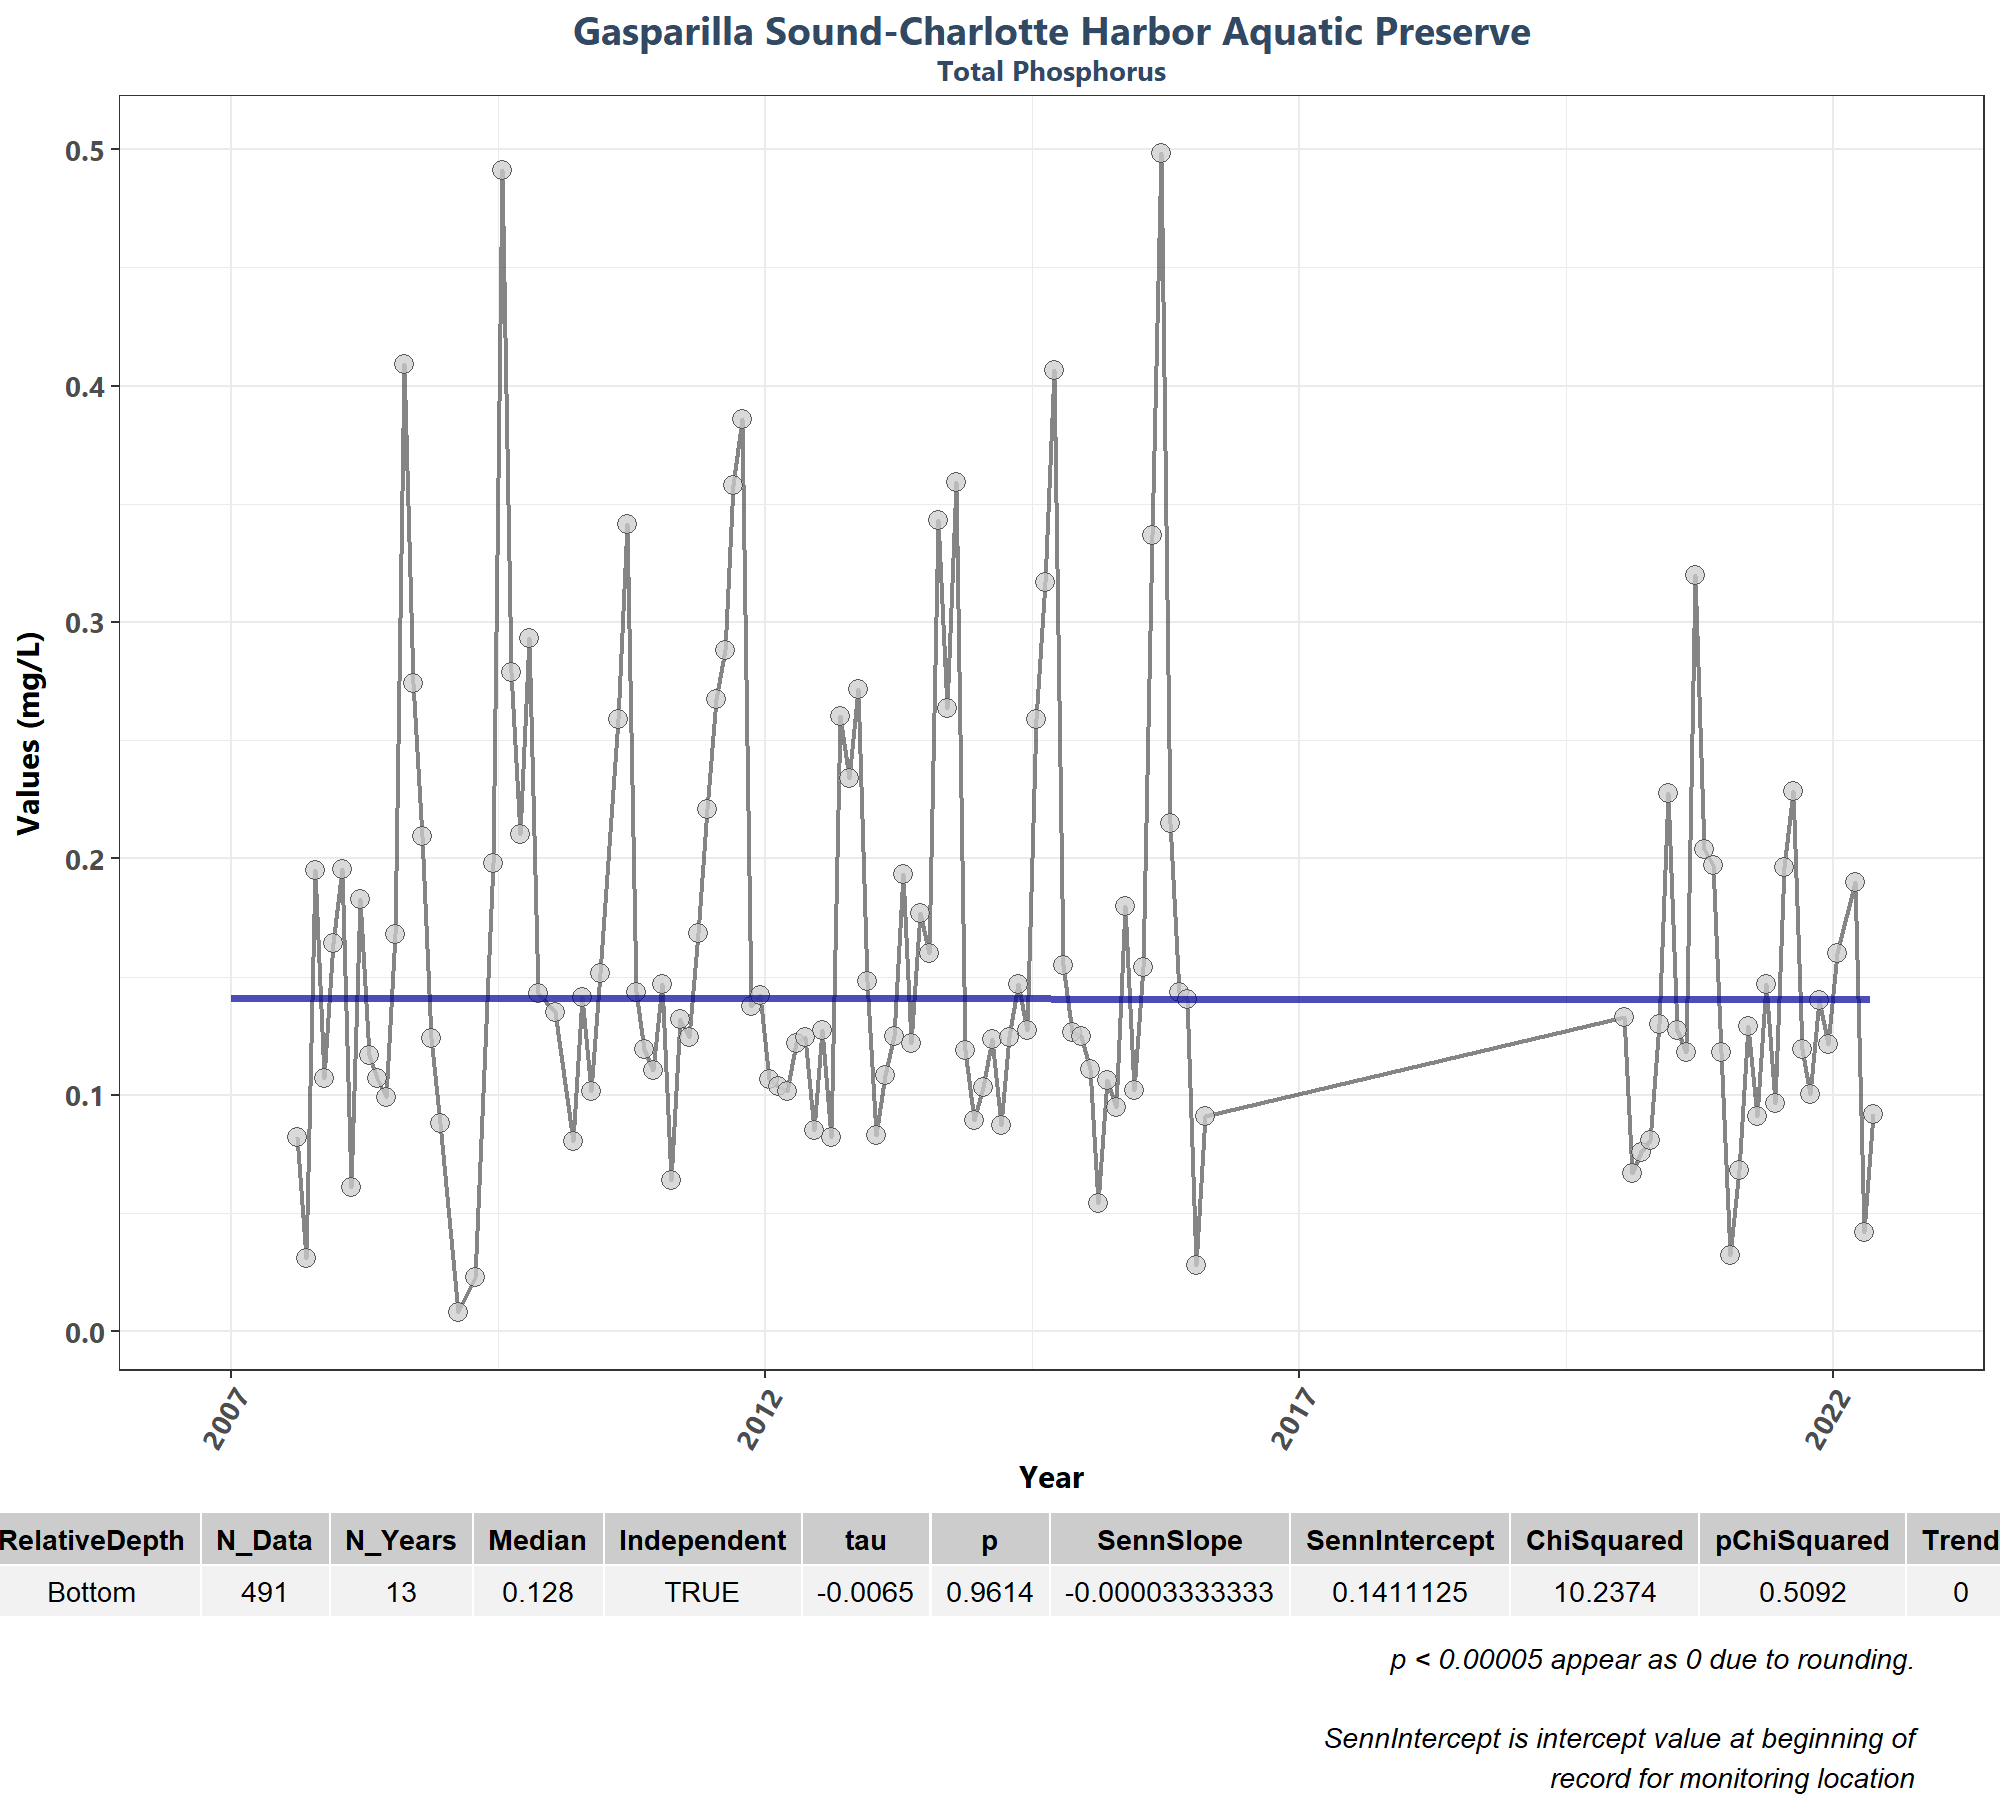 Gasparilla Sound-Charlotte Harbor Aquatic Preserve
Total Phosphorus
Values (mg/L)
0.5
0.4
0.3
0.2
0.1
0.0
2007 2012 2017 2022
Year
RelativeDepth N_Data N_Years Median Independent tau p SennSlope SennIntercept ChiSquared pChiSquared Trend
Bottom 491 13 0.128 TRUE -0.0065 0.9614 -0.00003333333 0.1411125 10.2374 0.5092 0
p < 0.00005 appear as 0 due to rounding.
SennIntercept is intercept value at beginning of
record for monitoring location